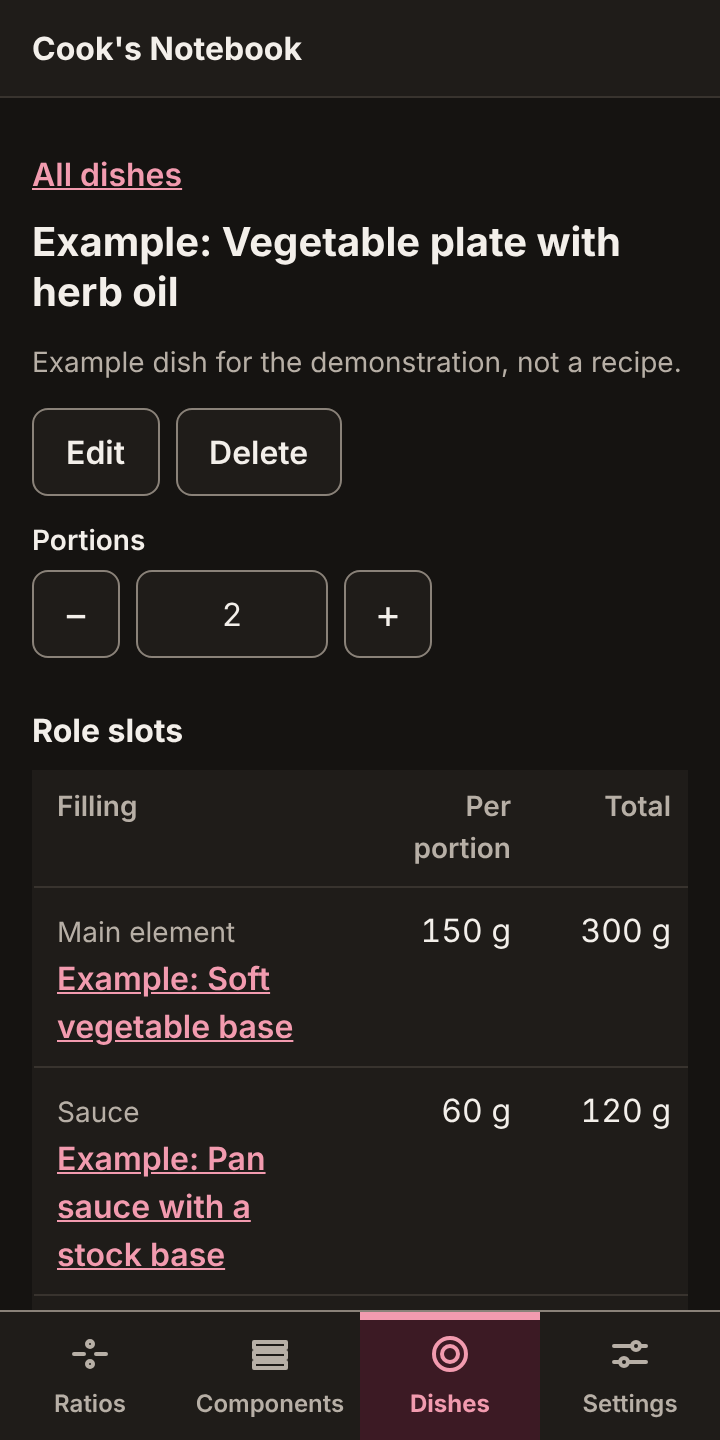 Cook's Notebook
All dishes
Example: Vegetable plate with
herb oil
Example dish for the demonstration, not a recipe.
Edit Delete
Portions
− 2 +
Role slots
Filling Per portion Total
Main element 150 g 300 g
Example: Soft
vegetable base
Sauce 60 g 120 g
Example: Pan
sauce with a
stock base
Ratios Components Dishes Settings